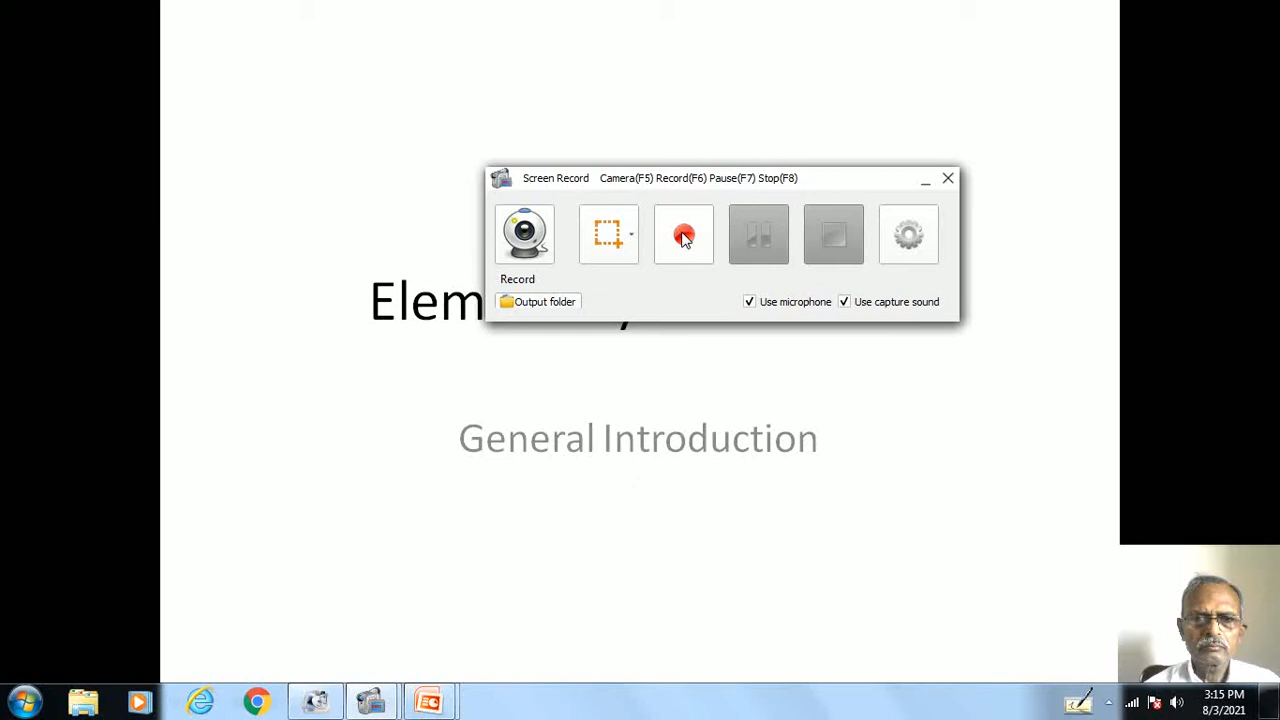 Screen Record Camera(F5) Record(F6) Pause(F7) Stop(F8)
Record
Output folder
Use microphone
Use capture sound
Elem
General Introduction
3:15 PM
8/3/2021